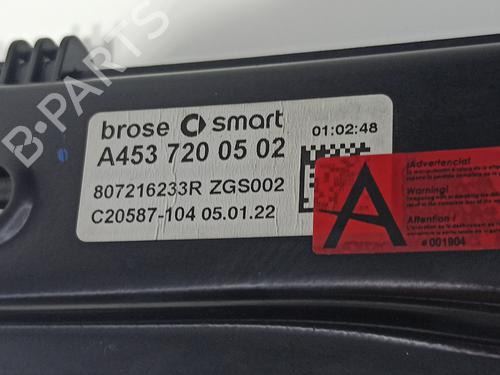 B-PARTS
brose smart 01:02:48
A453 720 05 02
807216233R ZGS002
C20587-104 05.01.22
A
¡Advertencia!
Warning!
Attention !
# 001904